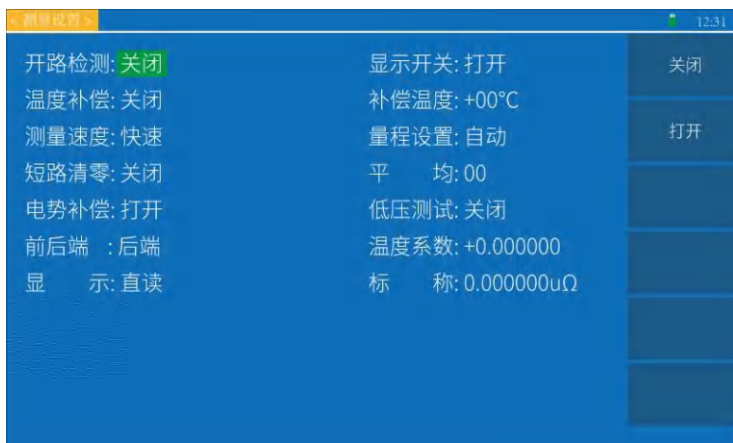 <测量设置>
12:31
开路检测: 关闭
显示开关: 打开
关闭
温度补偿: 关闭
补偿温度: +00°C
测量速度: 快速
量程设置: 自动
打开
短路清零: 关闭
平 均: 00
电势补偿: 打开
低压测试: 关闭
前后端 : 后端
温度系数: +0.000000
显 示: 直读
标 称: 0.000000uΩ